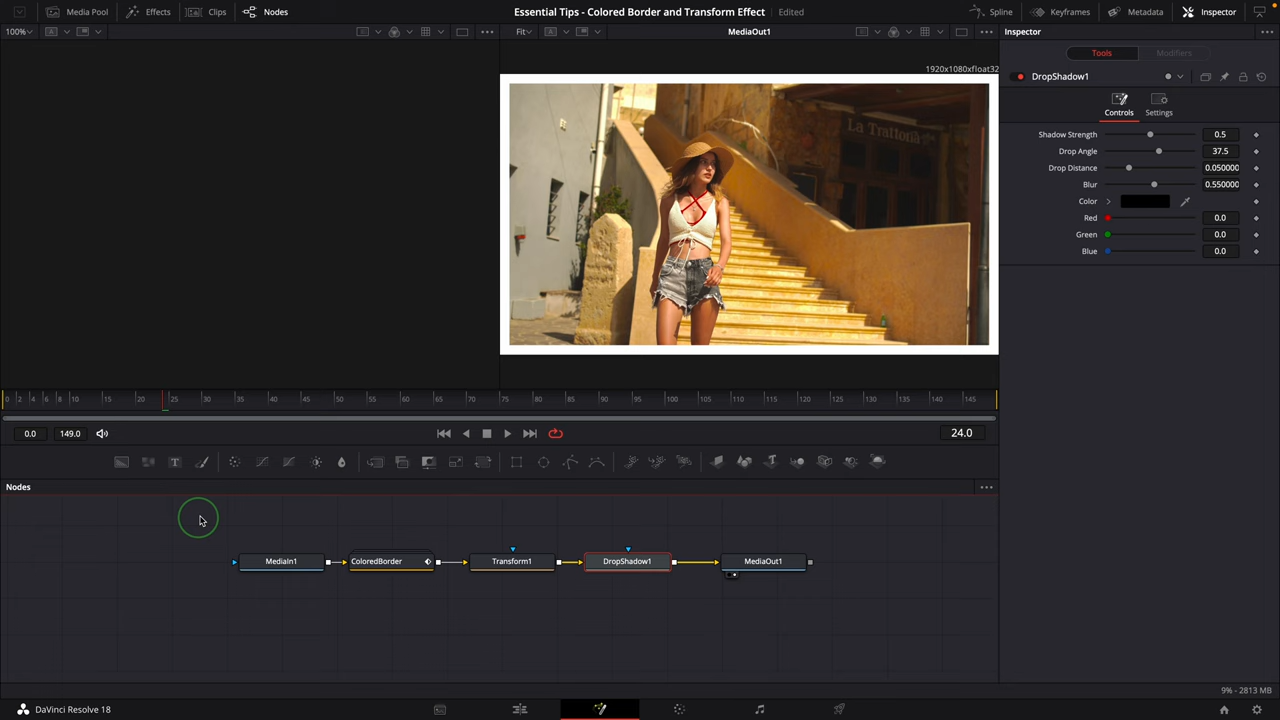 Media Pool
Effects
Clips
Nodes
Essential Tips - Colored Border and Transform Effect
Edited
Spline
Keyframes
Metadata
Inspector
100%
Fit
MediaOut1
Inspector
1920x1080xfloat32
Tools
Modifiers
DropShadow1
Controls
Settings
Shadow Strength 0.5
Drop Angle 37.5
Drop Distance 0.050000
Blur 0.550000
Color
Red 0.0
Green 0.0
Blue 0.0
La Trattoria
0 2 4 6 8 10 15 20 25 30 35 40 45 50 55 60 65 70 75 80 85 90 95 100 105 110 115 120 125 130 135 140 145
0.0 149.0 24.0
Nodes
MediaIn1
ColoredBorder
Transform1
DropShadow1
MediaOut1
9% - 2813 MB
DaVinci Resolve 18